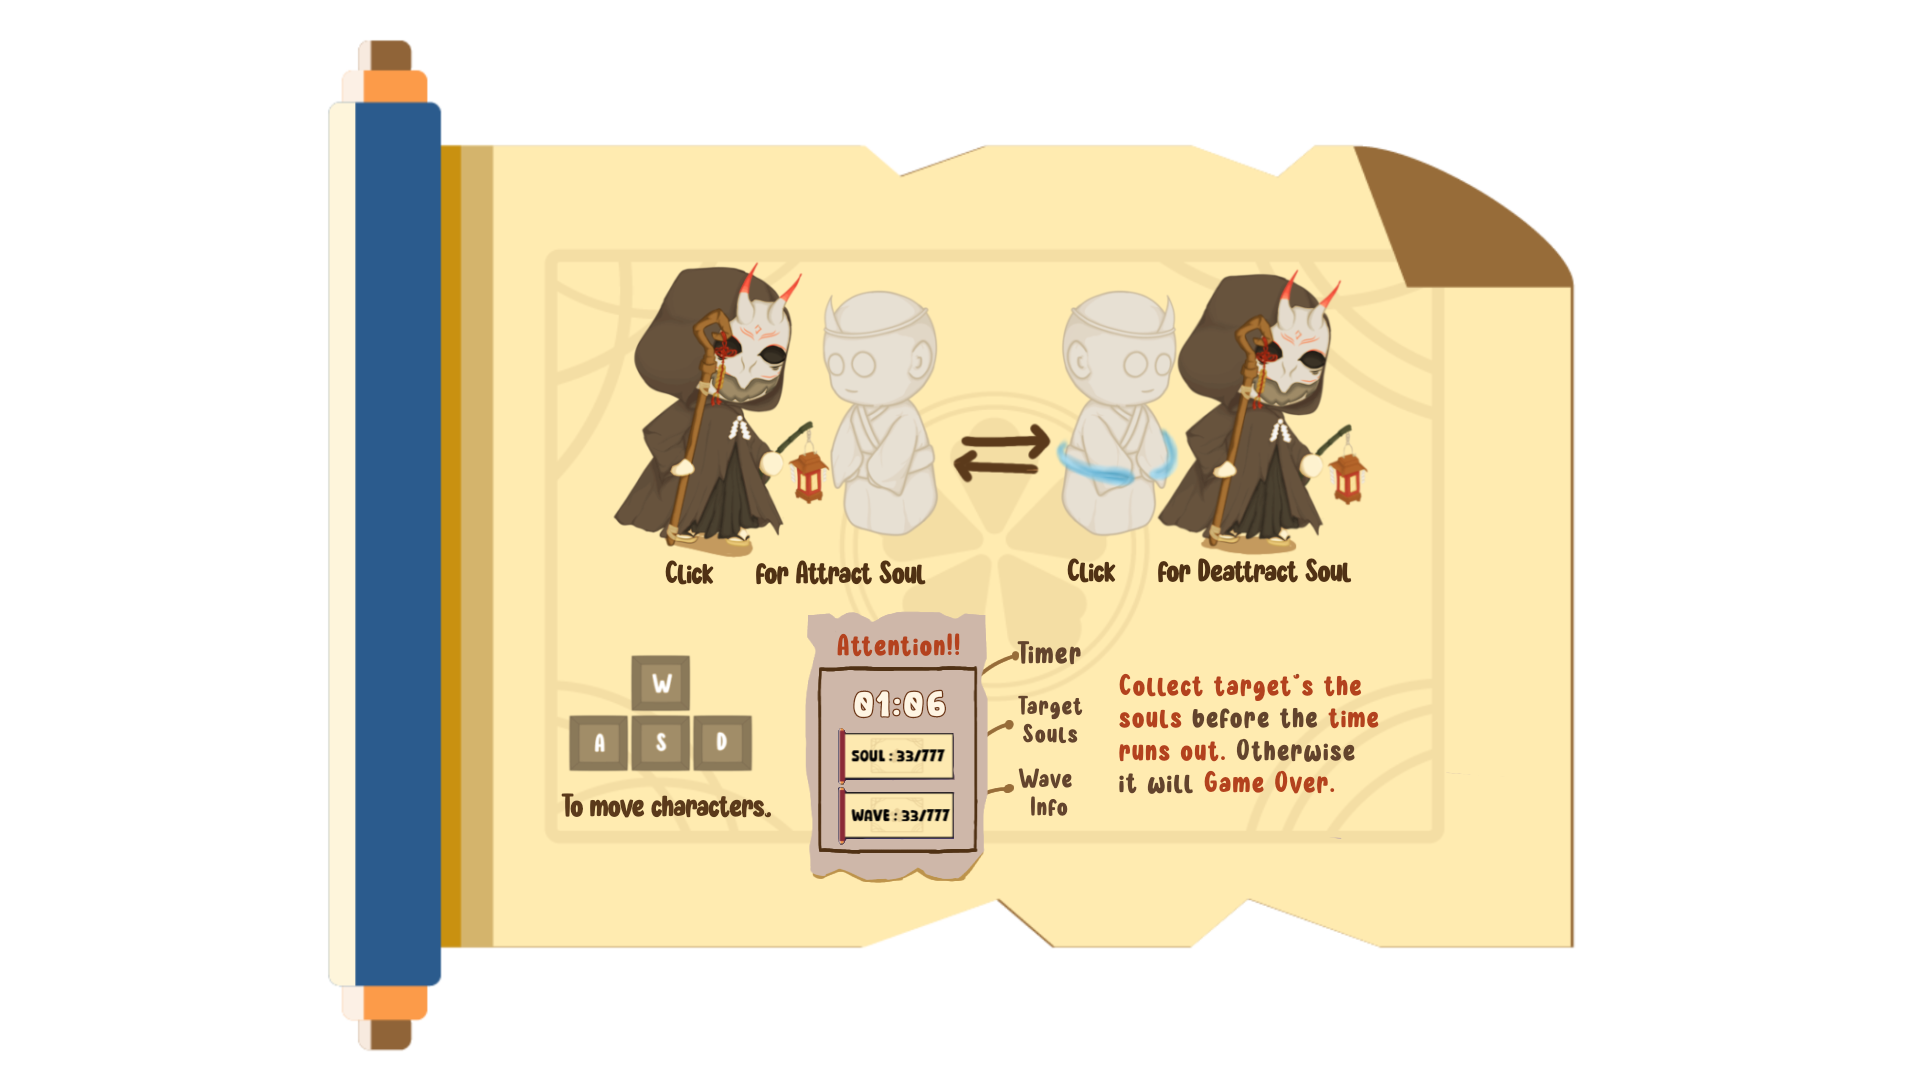 Click for Attract Soul
Click for Deattract Soul
W
A S D
To move characters.
Attention!!
01:06
SOUL : 33/777
WAVE : 33/777
Timer
Target
Souls
Wave
Info
Collect target's the
souls before the time
runs out. Otherwise
it will Game Over.